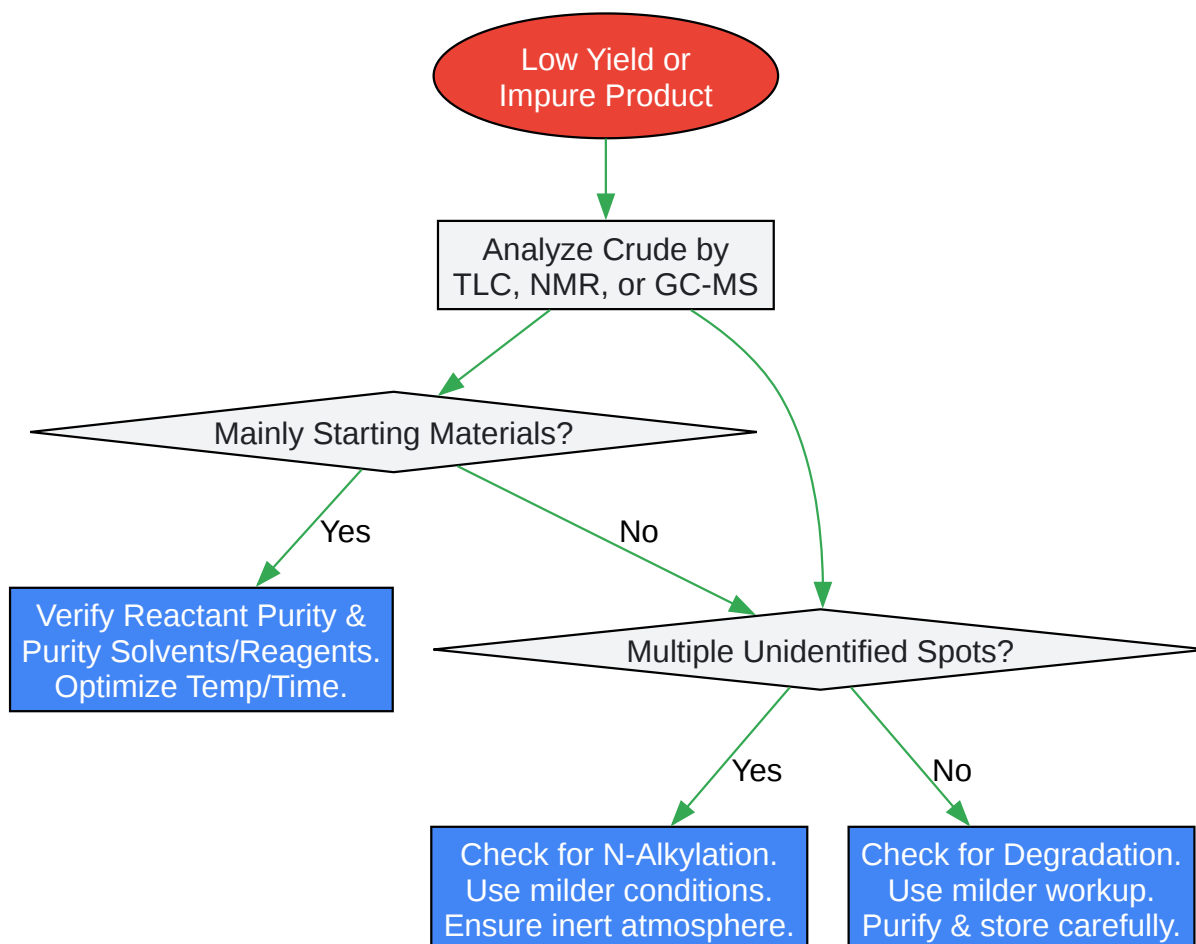 Low Yield or
Impure Product
Analyze Crude by
TLC, NMR, or GC-MS
Mainly Starting Materials?
Yes
No
Verify Reactant Purity &
Purity Solvents/Reagents.
Optimize Temp/Time.
Multiple Unidentified Spots?
Yes
No
Check for N-Alkylation.
Use milder conditions.
Ensure inert atmosphere.
Check for Degradation.
Use milder workup.
Purify & store carefully.